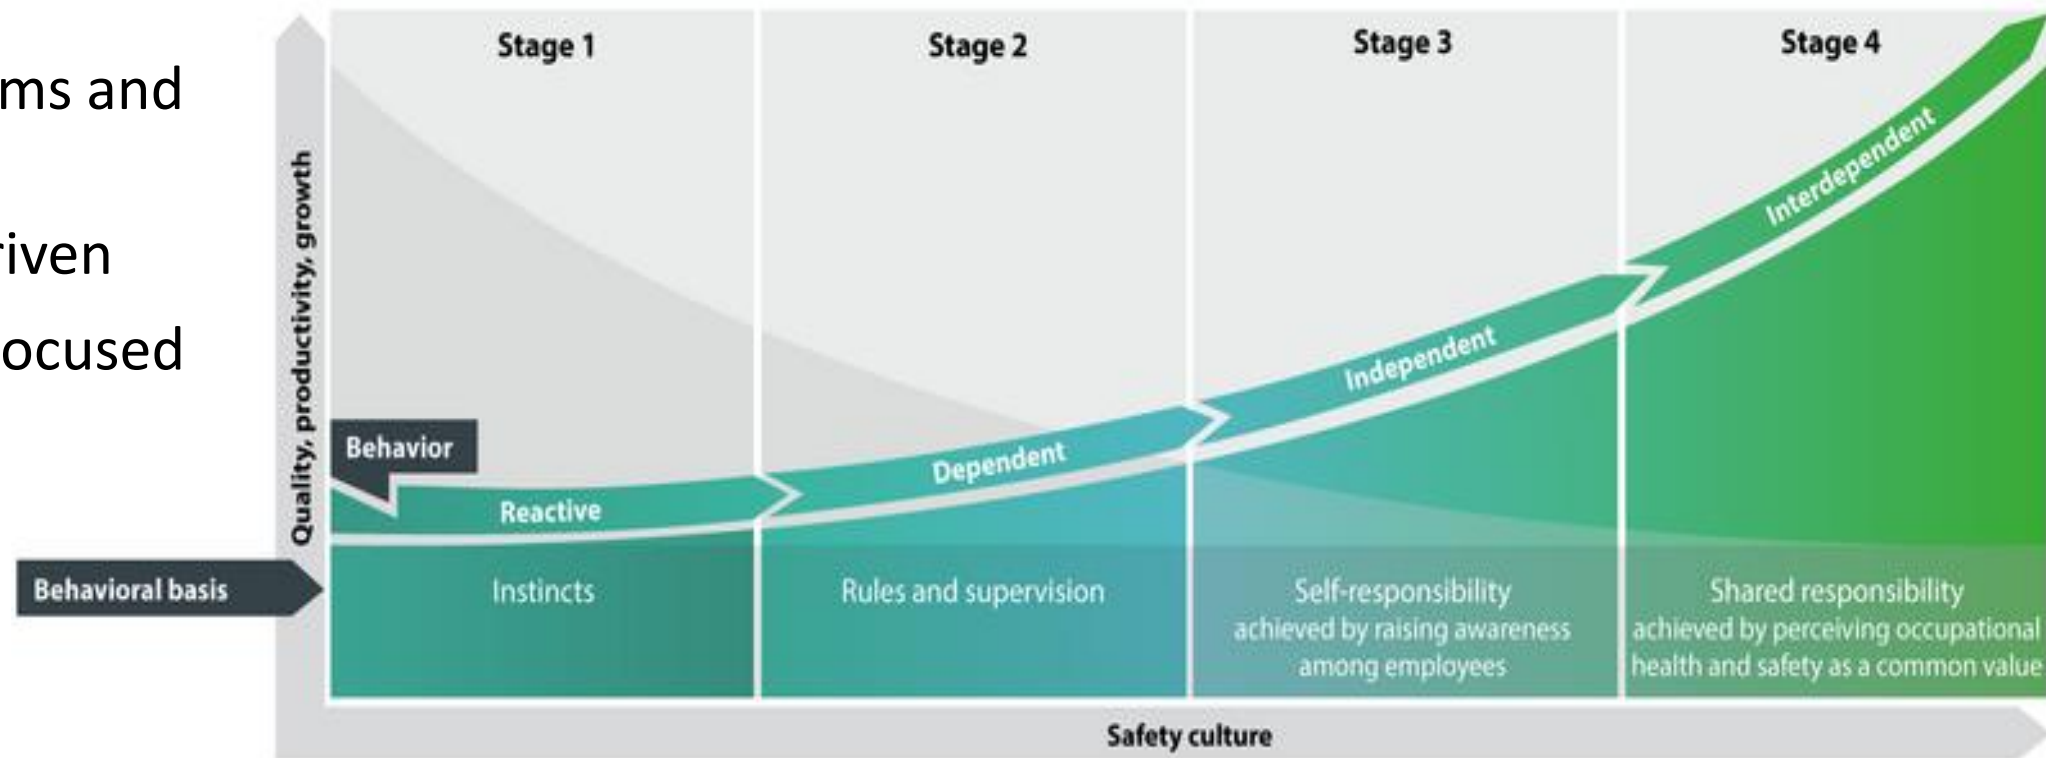 ms and
riven
ocused
Stage 1
Stage 2
Stage 3
Stage 4
Quality, productivity, growth
Behavior
Reactive
Dependent
Independent
Interdependent
Behavioral basis
Instincts
Rules and supervision
Self-responsibility
achieved by raising awareness
among employees
Shared responsibility
achieved by perceiving occupational
health and safety as a common value
Safety culture